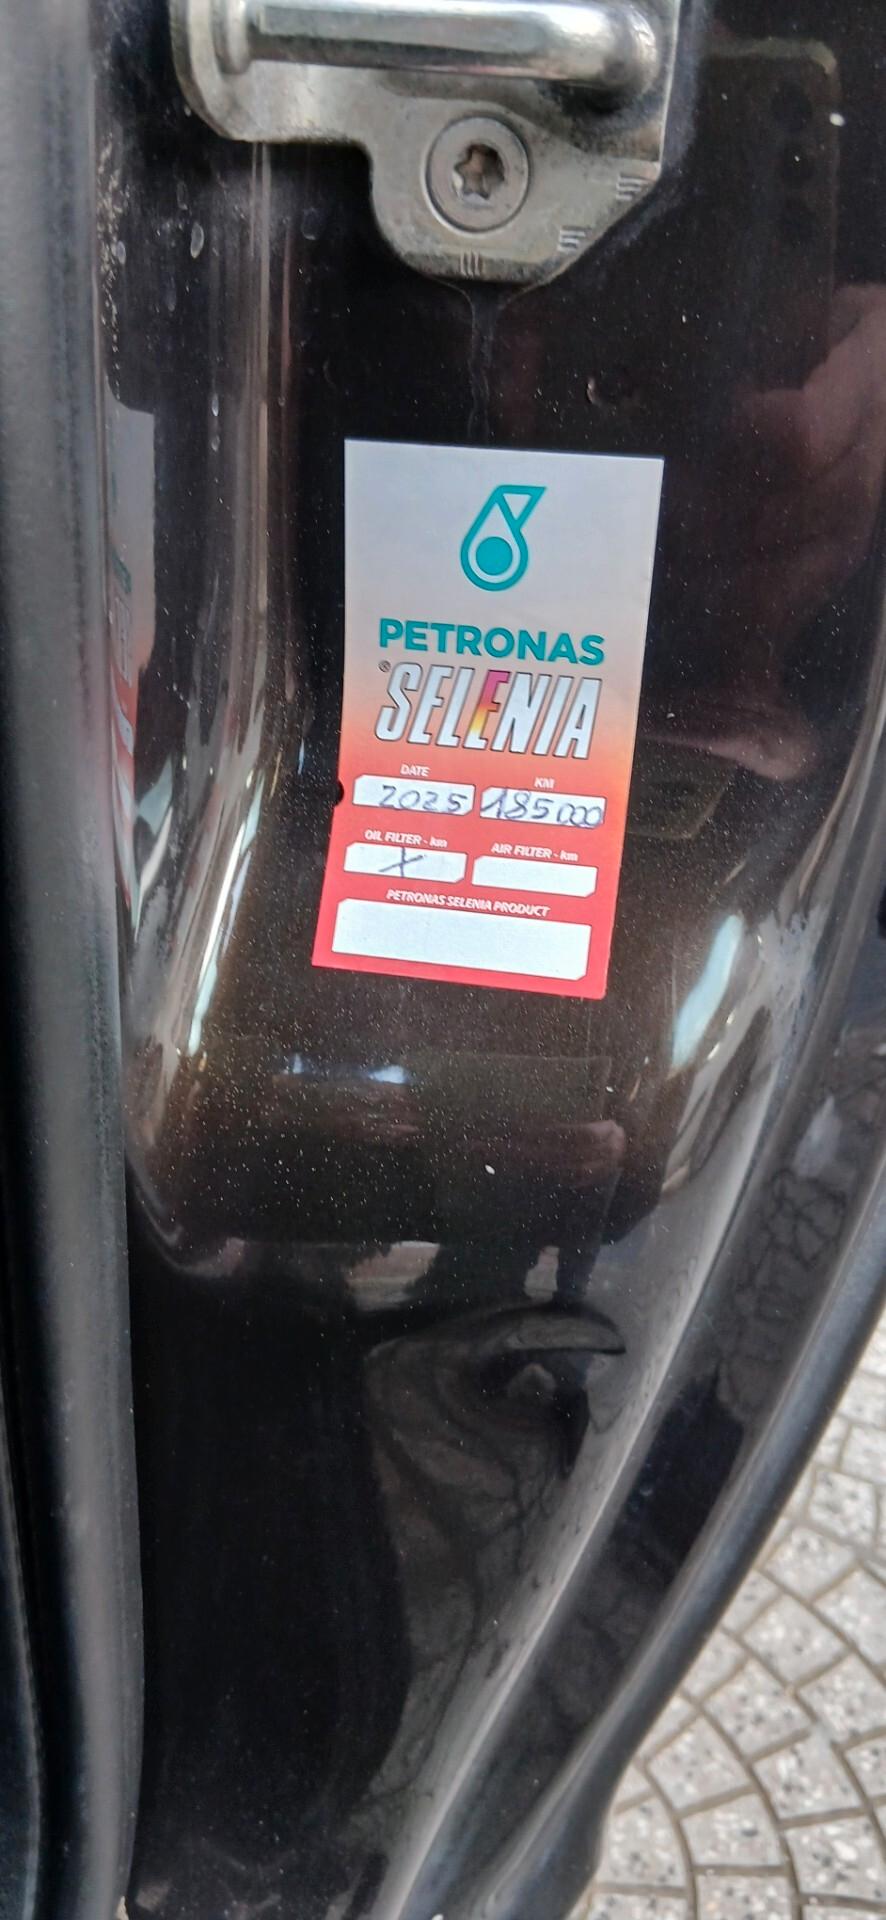 PETRONAS
®SELENIA
DATE KM
2025 185000
OIL FILTER - km AIR FILTER - km
X
PETRONAS SELENIA PRODUCT